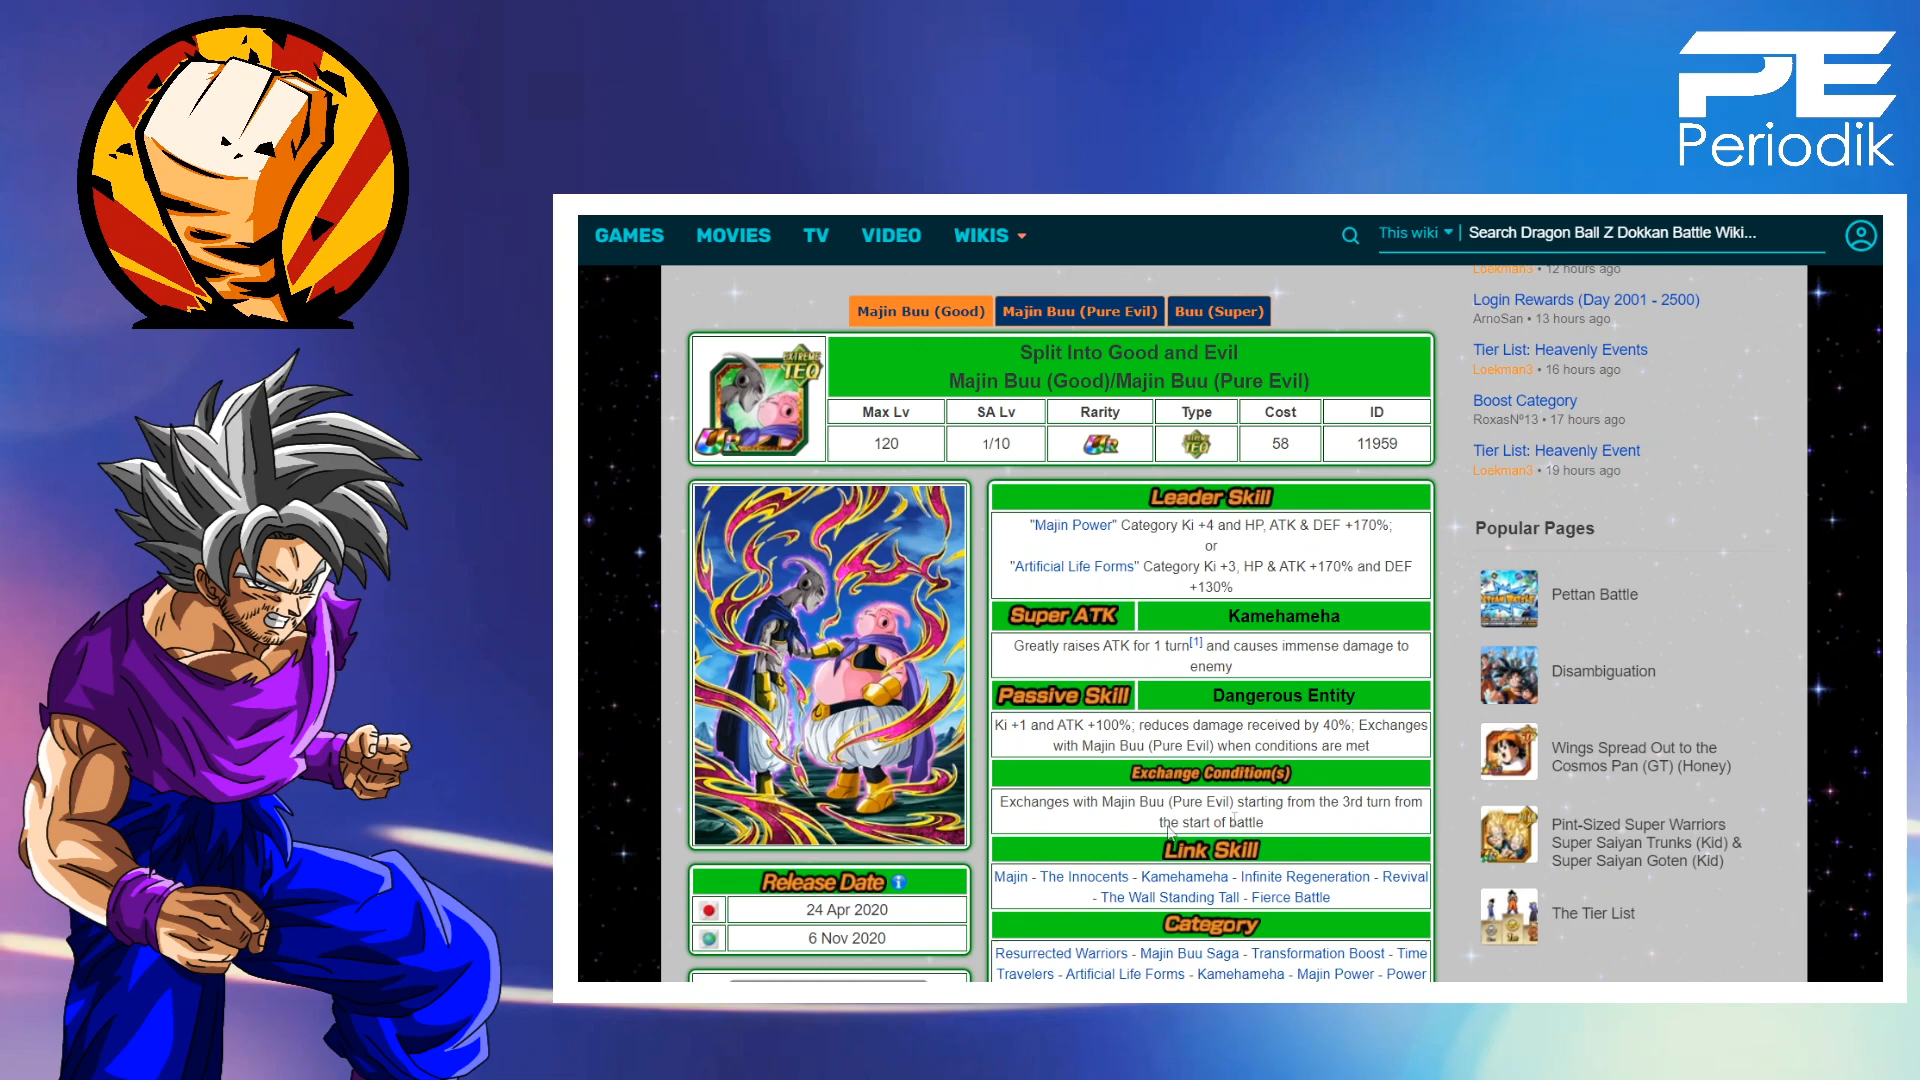 PE
Periodik
GAMES MOVIES TV VIDEO WIKIS
This wiki | Search Dragon Ball Z Dokkan Battle Wiki...
Majin Buu (Good) Majin Buu (Pure Evil) Buu (Super)
EXTREME
TEQ
UR
Split Into Good and Evil
Majin Buu (Good)/Majin Buu (Pure Evil)
Max Lv SA Lv Rarity Type Cost ID
120 1/10 UR EXTREME TEQ 58 11959
Leader Skill
"Majin Power" Category Ki +4 and HP, ATK & DEF +170%;
or
"Artificial Life Forms" Category Ki +3, HP & ATK +170% and DEF
+130%
Super ATK Kamehameha
Greatly raises ATK for 1 turn[1] and causes immense damage to
enemy
Passive Skill Dangerous Entity
Ki +1 and ATK +100%; reduces damage received by 40%; Exchanges
with Majin Buu (Pure Evil) when conditions are met
Exchange Condition(s)
Exchanges with Majin Buu (Pure Evil) starting from the 3rd turn from
the start of battle
Link Skill
Majin - The Innocents - Kamehameha - Infinite Regeneration - Revival
- The Wall Standing Tall - Fierce Battle
Category
Resurrected Warriors - Majin Buu Saga - Transformation Boost - Time
Travelers - Artificial Life Forms - Kamehameha - Majin Power - Power
Release Date
24 Apr 2020
6 Nov 2020
Loekman3 • 12 hours ago
Login Rewards (Day 2001 - 2500)
ArnoSan • 13 hours ago
Tier List: Heavenly Events
Loekman3 • 16 hours ago
Boost Category
RoxasNº13 • 17 hours ago
Tier List: Heavenly Event
Loekman3 • 19 hours ago
Popular Pages
Pettan Battle
Disambiguation
Wings Spread Out to the
Cosmos Pan (GT) (Honey)
Pint-Sized Super Warriors
Super Saiyan Trunks (Kid) &
Super Saiyan Goten (Kid)
The Tier List